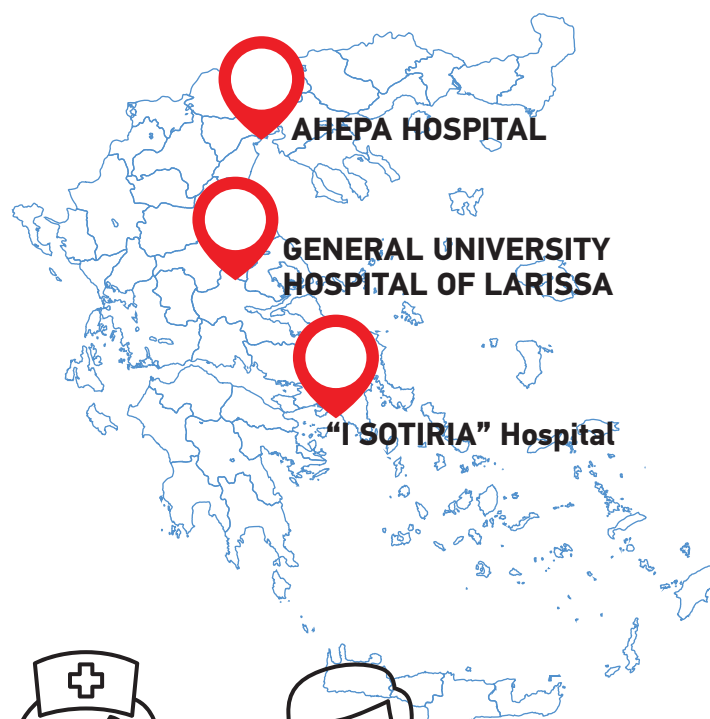 AHEPA HOSPITAL
GENERAL UNIVERSITY
HOSPITAL OF LARISSA
“I SOTIRIA” Hospital